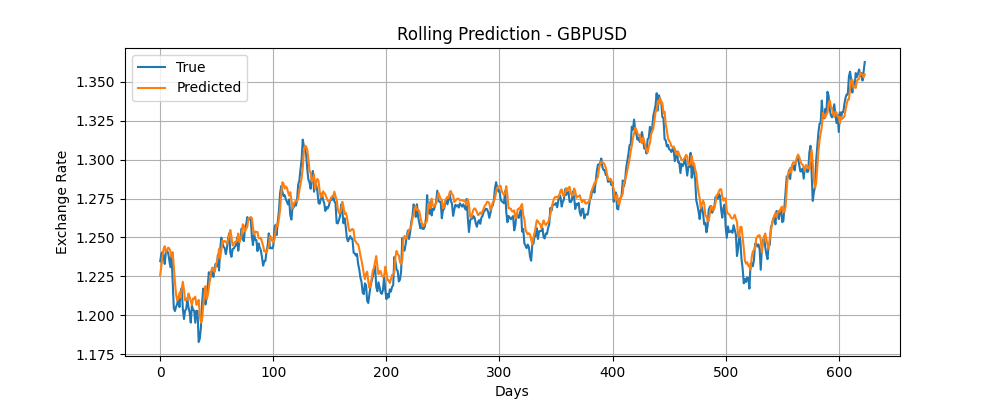 Rolling Prediction - GBPUSD
True
Predicted
Exchange Rate
1.350
1.325
1.300
1.275
1.250
1.225
1.200
1.175
0 100 200 300 400 500 600
Days